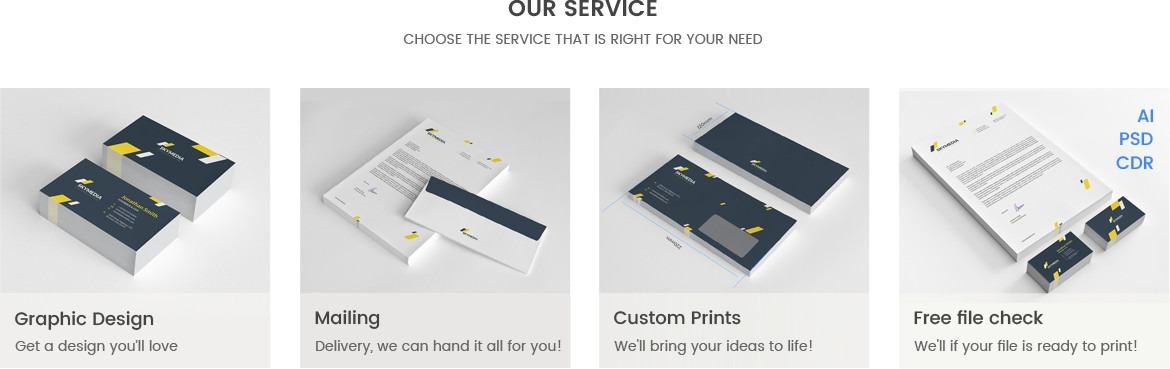 OUR SERVICE
CHOOSE THE SERVICE THAT IS RIGHT FOR YOUR NEED
SKYMEDIA
SKYMEDIA
Jonathan Smith
SKYMEDIA
SKYMEDIA
120mm
SKYMEDIA
SKYMEDIA
220mm
SKYMEDIA
AI
PSD
CDR
Graphic Design
Get a design you'll love
Mailing
Delivery, we can hand it all for you!
Custom Prints
We'll bring your ideas to life!
Free file check
We'll if your file is ready to print!